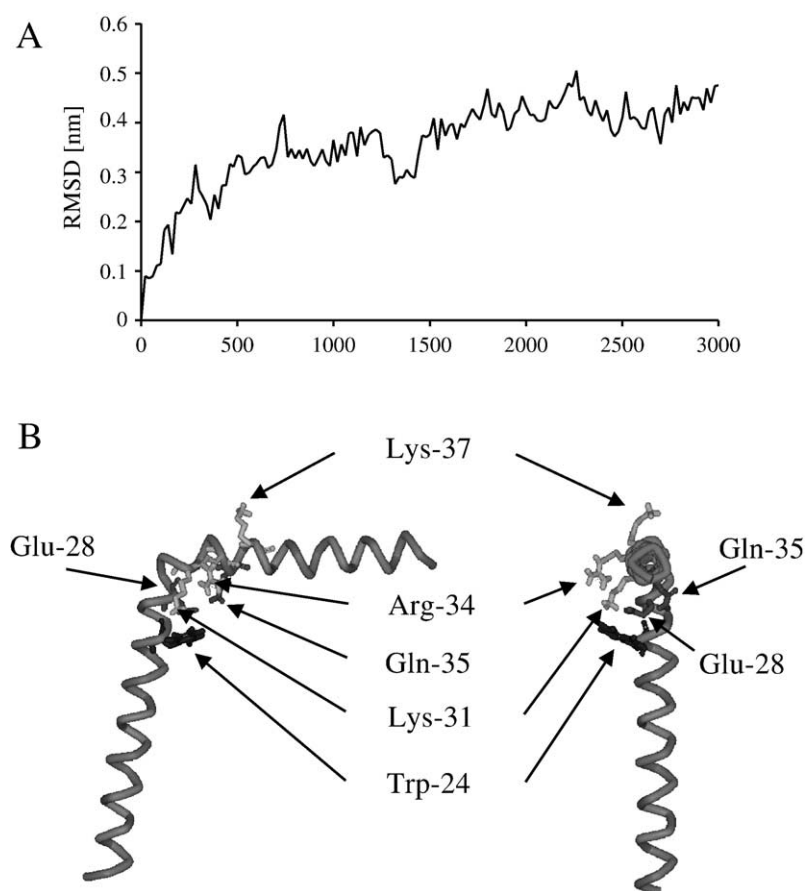 A
RMSD [nm]
0.6
0.5
0.4
0.3
0.2
0.1
0
0 500 1000 1500 2000 2500 3000
B
Lys-37
Glu-28
Gln-35
Arg-34
Gln-35
Glu-28
Lys-31
Trp-24